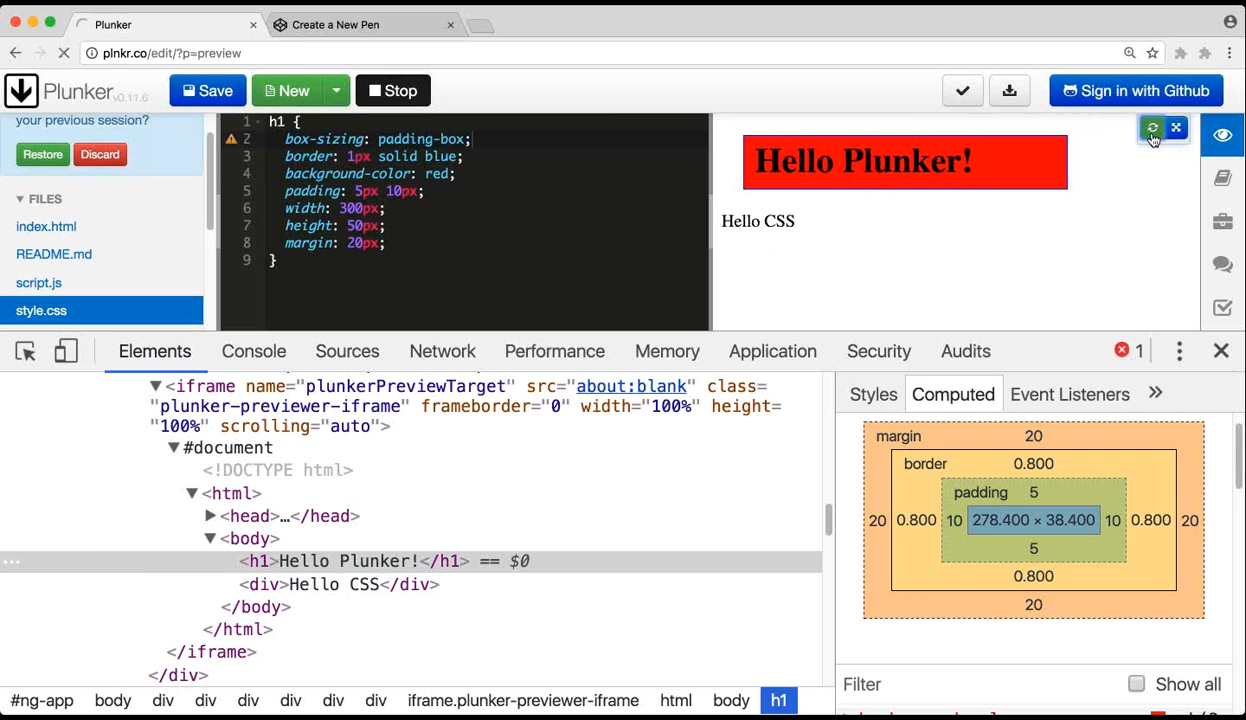 Plunker × Create a New Pen ×
plnkr.co/edit/?p=preview
Plunker v0.11.6 Save New Stop Sign in with Github
your previous session?
Restore Discard
FILES
index.html
README.md
script.js
style.css
1 h1 {
2 box-sizing: padding-box;
3 border: 1px solid blue;
4 background-color: red;
5 padding: 5px 10px;
6 width: 300px;
7 height: 50px;
8 margin: 20px;
9 }
Hello Plunker!
Hello CSS
Elements Console Sources Network Performance Memory Application Security Audits 1
▼<iframe name="plunkerPreviewTarget" src="about:blank" class=
"plunker-previewer-iframe" frameborder="0" width="100%" height=
"100%" scrolling="auto">
▼#document
<!DOCTYPE html>
▼<html>
▶<head>…</head>
▼<body>
<h1>Hello Plunker!</h1> == $0
<div>Hello CSS</div>
</body>
</html>
</iframe>
</div>
#ng-app body div div div div div div iframe.plunker-previewer-iframe html body h1
Styles Computed Event Listeners »
margin 20
border 0.800
padding 5
20 0.800 10 278.400 × 38.400 10 0.800 20
5
0.800
20
Filter Show all